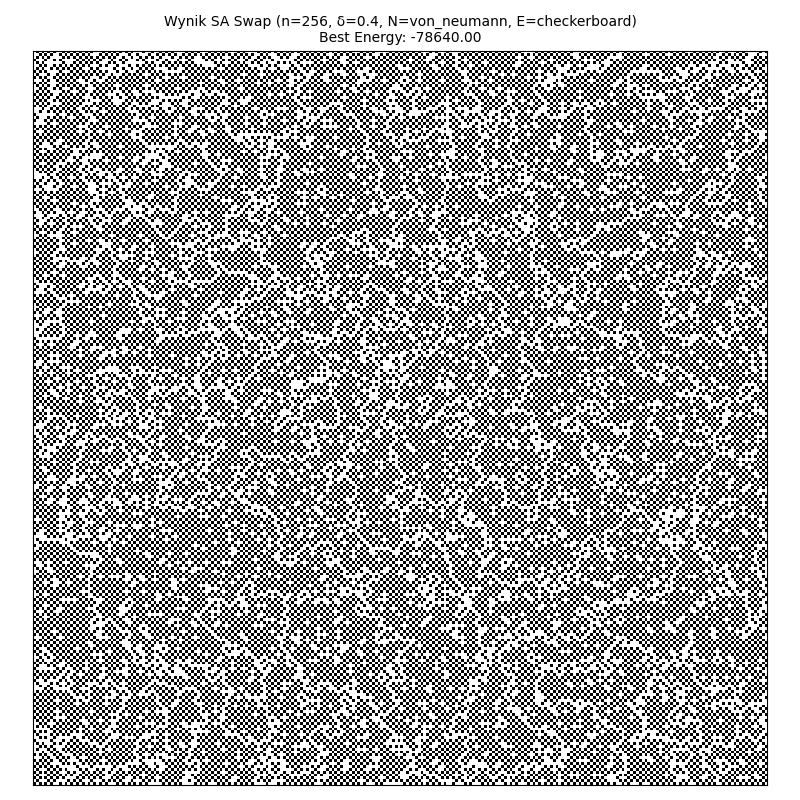 Wynik SA Swap (n=256, δ=0.4, N=von_neumann, E=checkerboard)
Best Energy: -78640.00